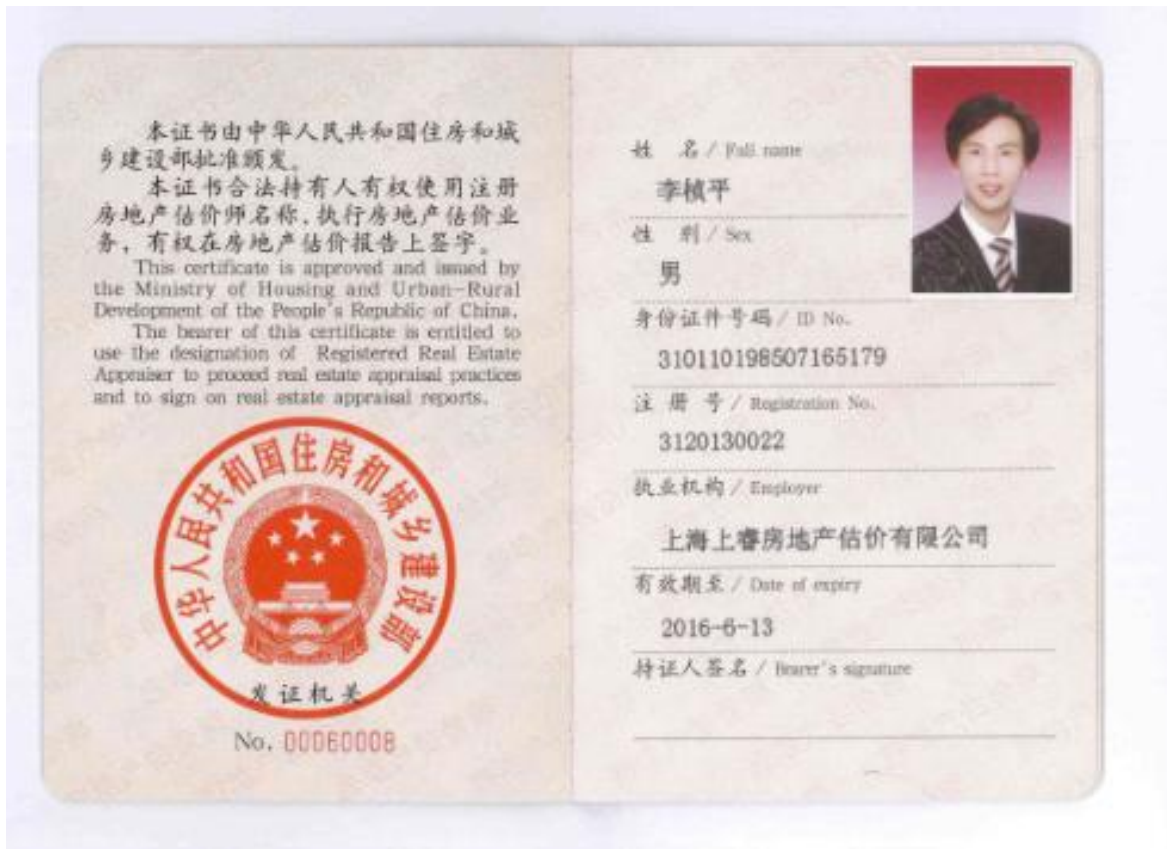 本证书由中华人民共和国住房和城
乡建设部批准颁发。
本证书合法持有人有权使用注册
房地产估价师名称,执行房地产估价业
务,有权在房地产估价报告上签字。
This certificate is approved and issued by
the Ministry of Housing and Urban-Rural
Development of the People's Republic of China.
The bearer of this certificate is entitled to
use the designation of Registered Real Estate
Appraiser to proceed real estate appraisal practices
and to sign on real estate appraisal reports.
中华人民共和国住房和城乡建设部
发证机关
No. 00060008
姓 名 / Full name
李植平
性 别 / Sex
男
身份证件号码 / ID No.
310110198507165179
注 册 号 / Registration No.
3120130022
执业机构 / Employer
上海上睿房地产估价有限公司
有效期至 / Date of expiry
2016-6-13
持证人签名 / Bearer's signature